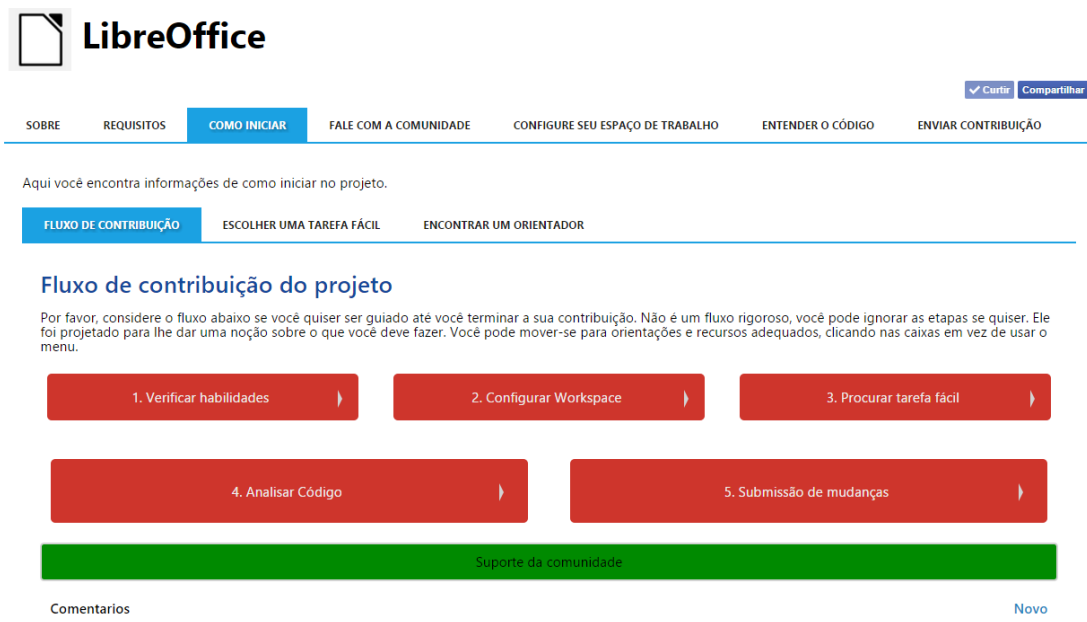 LibreOffice
Curtir Compartilhar
SOBRE REQUISITOS COMO INICIAR FALE COM A COMUNIDADE CONFIGURE SEU ESPAÇO DE TRABALHO ENTENDER O CÓDIGO ENVIAR CONTRIBUIÇÃO
Aqui você encontra informações de como iniciar no projeto.
FLUXO DE CONTRIBUIÇÃO ESCOLHER UMA TAREFA FÁCIL ENCONTRAR UM ORIENTADOR
Fluxo de contribuição do projeto
Por favor, considere o fluxo abaixo se você quiser ser guiado até você terminar a sua contribuição. Não é um fluxo rigoroso, você pode ignorar as etapas se quiser. Ele
foi projetado para lhe dar uma noção sobre o que você deve fazer. Você pode mover-se para orientações e recursos adequados, clicando nas caixas em vez de usar o
menu.
1. Verificar habilidades 2. Configurar Workspace 3. Procurar tarefa fácil
4. Analisar Código 5. Submissão de mudanças
Suporte da comunidade
Comentarios Novo